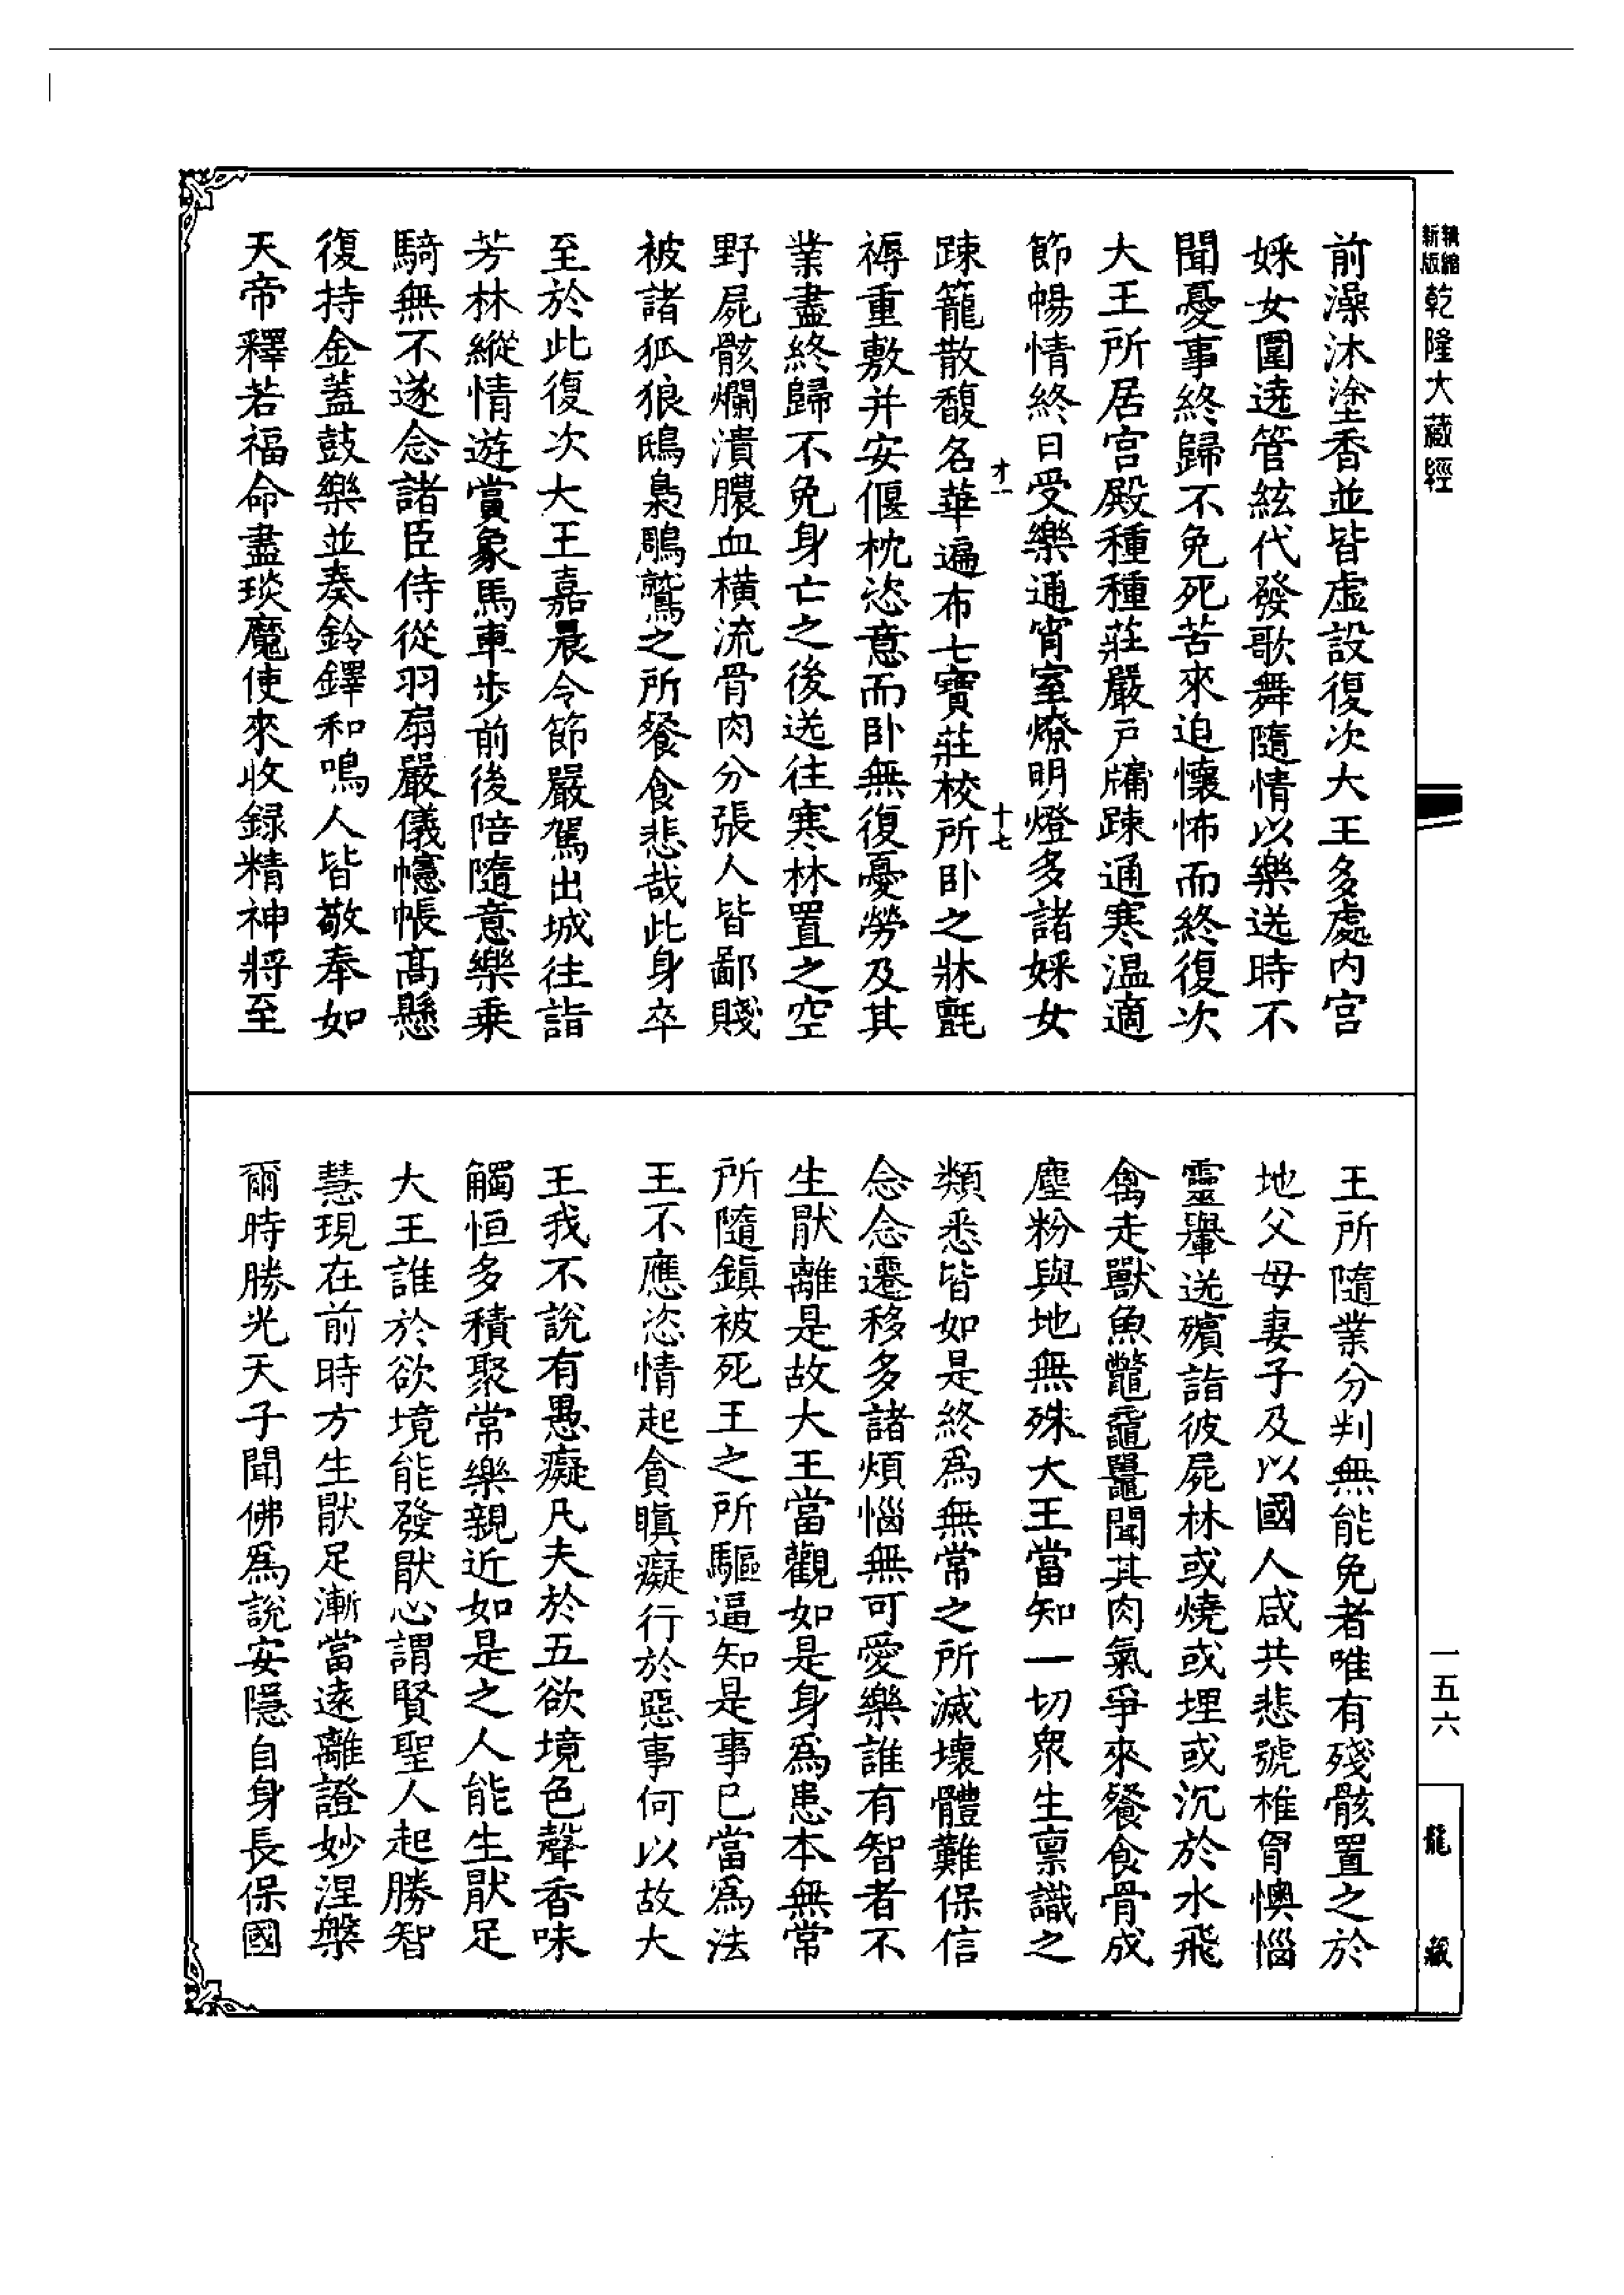 新版 輯縮 乾隆大藏經
前澡沐塗香並皆虛設復次大王多處内宮
婇女圍遶管絃代發歌舞隨情以樂送時不
聞憂事終歸不免死苦來迫懷怖而終復次
大王所居宮殿種種莊嚴戶牗踈通寒温適
節暢情終日受樂通宵室燎明燈多諸婇女
才一 十七
踈籠散馥名華遍布七寶莊校所卧之牀氈
褥重敷并安偃枕恣意而卧無復憂勞及其
業盡終歸不免身亡之後送往寒林置之空
野屍骸爛潰膿血橫流骨肉分張人皆鄙賤
被諸狐狼鴟梟鵰鷲之所餐食悲哉此身卒
至於此復次大王嘉晨令節嚴駕出城往詣
芳林縱情遊賞象馬車步前後陪隨意樂乗
騎無不遂念諸臣侍從羽扇嚴儀幰帳髙懸
復持金蓋鼓樂並奏鈴鐸和鳴人皆敬奉如
天帝釋若福命盡琰魔使來收録精神將至
王所隨業分判無能免者唯有殘骸置之於
地父母妻子及以國人咸共悲號椎胷懊惱
靈轝送殯詣彼屍林或燒或埋或沉於水飛
禽走獸魚鼈黿鼉聞其肉氣爭來餐食骨成
塵粉與地無殊大王當知一切衆生禀識之
類悉皆如是終爲無常之所滅壞體難保信
念念遷移多諸煩惱無可愛樂誰有智者不
生猒離是故大王當觀如是身爲患本無常
所隨鎮被死王之所驅逼知是事已當爲法
王不應恣情起貪瞋癡行於惡事何以故大
王我不說有愚癡凡夫於五欲境色聲香味
觸恒多積聚常樂親近如是之人能生猒足
大王誰於欲境能發猒心謂賢聖人起勝智
慧現在前時方生猒足漸當遠離證妙涅槃
爾時勝光天子聞佛爲說安隱自身長保國
一五六
龍藏